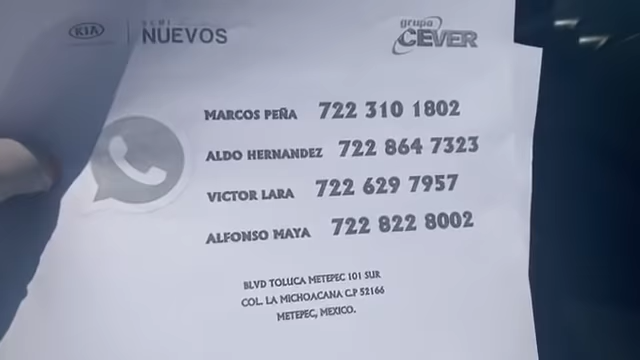 KIA SEMI NUEVOS grupo CEVER
MARCOS PEÑA 722 310 1802
ALDO HERNANDEZ 722 864 7323
VICTOR LARA 722 629 7957
ALFONSO MAYA 722 822 8002
BLVD TOLUCA METEPEC 101 SUR
COL. LA MICHOACANA C.P 52166
METEPEC, MEXICO.